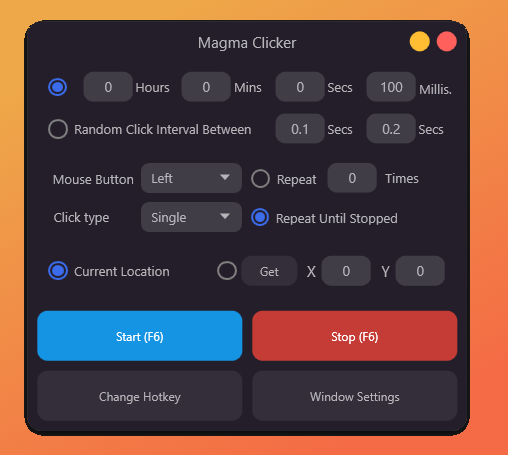 Magma Clicker
0 Hours 0 Mins 0 Secs 100 Millis.
Random Click Interval Between 0.1 Secs 0.2 Secs
Mouse Button Left Repeat 0 Times
Click type Single Repeat Until Stopped
Current Location Get X 0 Y 0
Start (F6) Stop (F6)
Change Hotkey Window Settings